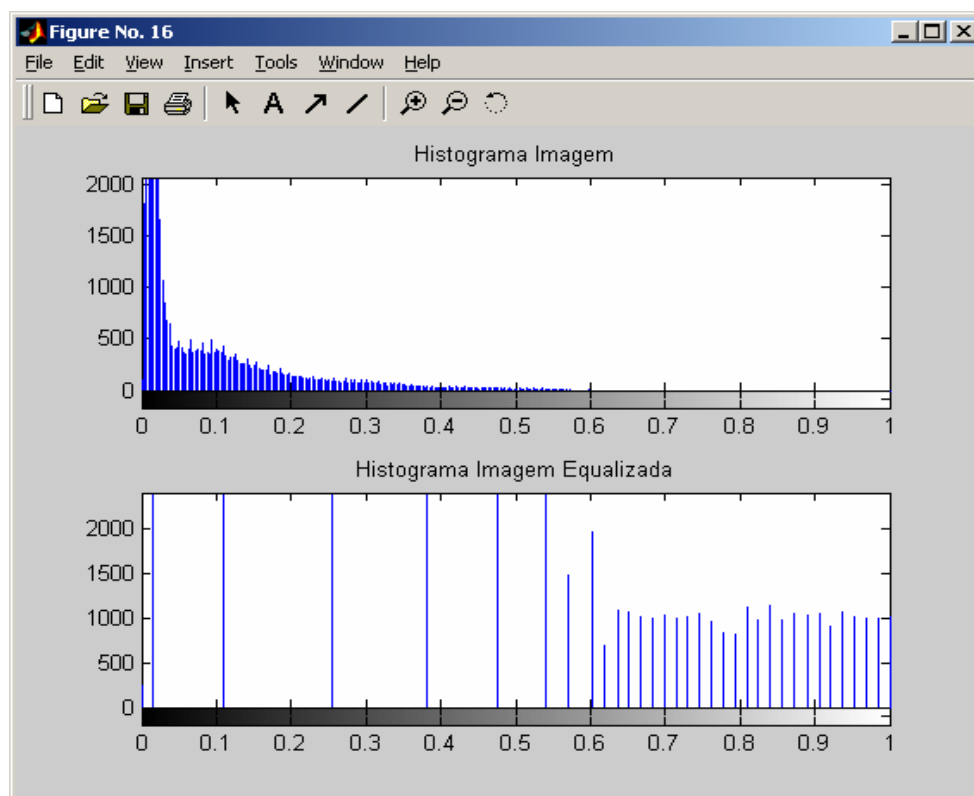 Figure No. 16
File Edit View Insert Tools Window Help
A
Histograma Imagem
2000
1500
1000
500
0
0 0.1 0.2 0.3 0.4 0.5 0.6 0.7 0.8 0.9 1
Histograma Imagem Equalizada
2000
1500
1000
500
0
0 0.1 0.2 0.3 0.4 0.5 0.6 0.7 0.8 0.9 1